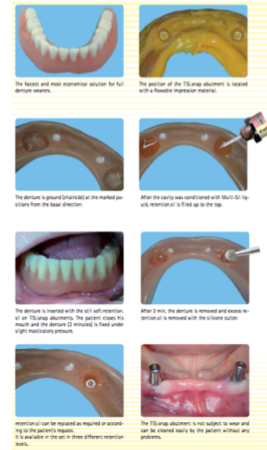 The fastest and most economical solution for full
denture wearers.
The position of the TiSi.snap abutment is located
with a flowable impression material.
The denture is ground (chairside) at the marked po-
sitions from the basal direction.
After the cavity was conditioned with Multi-Sil liq-
uid, retention.sil is filled up to the top.
The denture is inserted with the still soft retention.
sil on TiSi.snap abutments. The patient closes his
mouth and the denture (3 minutes) is fixed under
slight masticatory pressure.
After 3 min, the denture is removed and excess re-
tention.sil is removed with the silicone cutter.
retention.sil can be replaced as required or accord-
ing to the patient's request.
It is available in the set in three different retention
levels.
The TiSi.snap abutment is not subject to wear and
can be cleaned easily by the patient without any
problems.